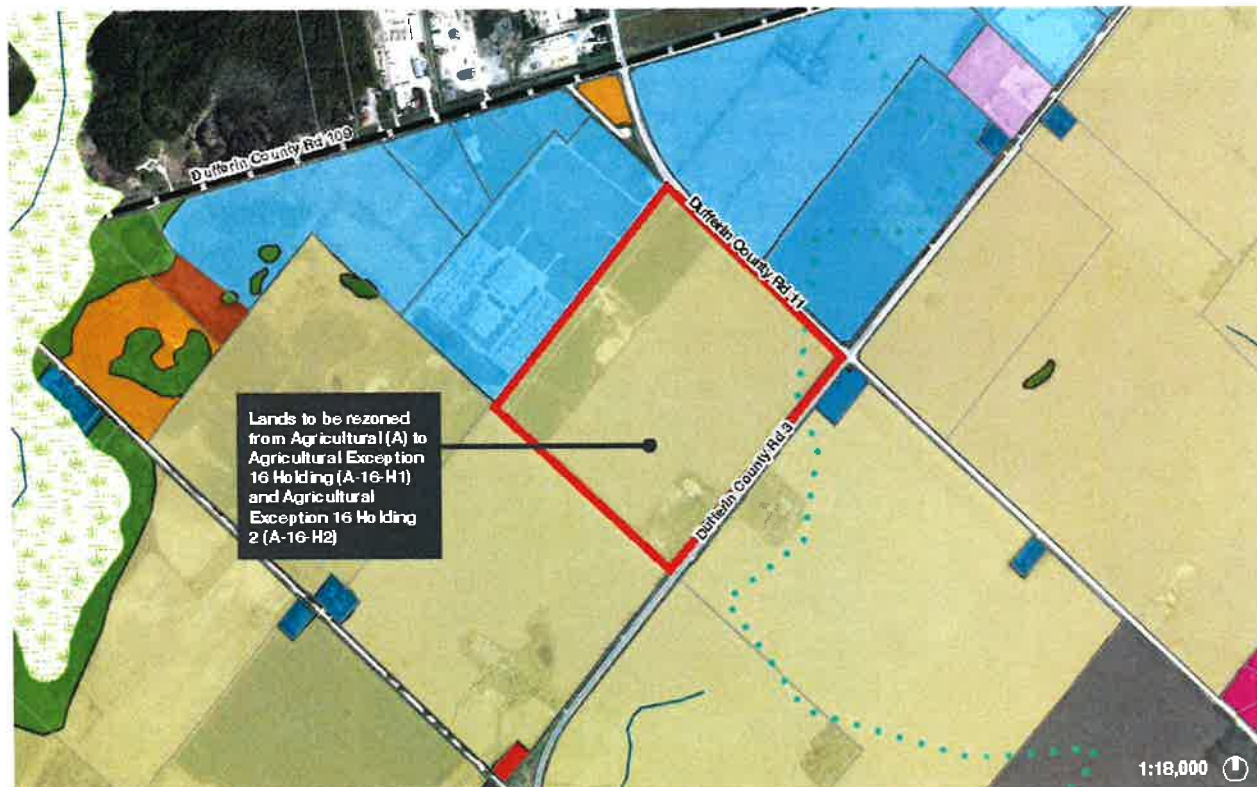 Dufferin County Rd 109
Dufferin County Rd 11
Lands to be rezoned
from Agricultural (A) to
Agricultural Exception
16 Holding (A-16-H1)
and Agricultural
Exception 16 Holding
2 (A-16-H2)
Dufferin County Rd 3
1:18,000